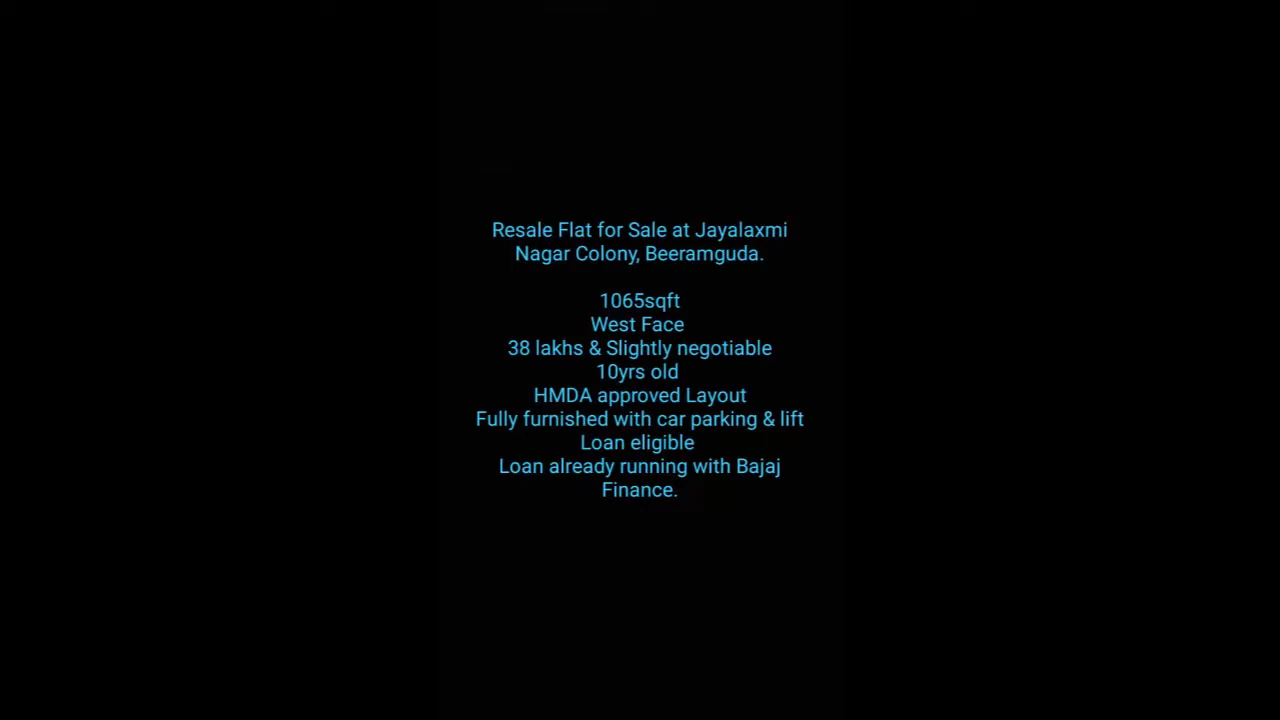 Resale Flat for Sale at Jayalaxmi
Nagar Colony, Beeramguda.
1065sqft
West Face
38 lakhs & Slightly negotiable
10yrs old
HMDA approved Layout
Fully furnished with car parking & lift
Loan eligible
Loan already running with Bajaj
Finance.